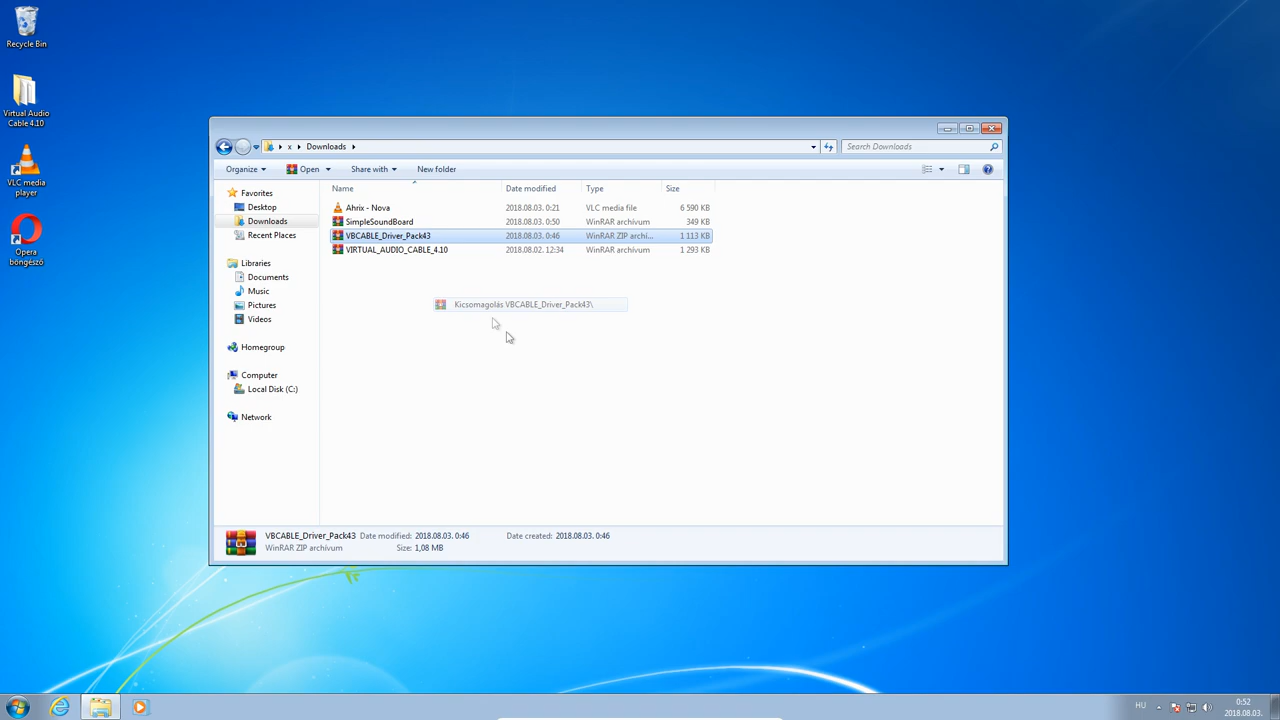 Recycle Bin
Virtual Audio
Cable 4.10
VLC media
player
Opera
böngésző
x
Downloads
Search Downloads
Organize
Open
Share with
New folder
Favorites
Desktop
Downloads
Recent Places
Libraries
Documents
Music
Pictures
Videos
Homegroup
Computer
Local Disk (C:)
Network
Name Date modified Type Size
Ahrix - Nova 2018.08.03. 0:21 VLC media file 6 590 KB
SimpleSoundBoard 2018.08.03. 0:50 WinRAR archívum 349 KB
VBCABLE_Driver_Pack43 2018.08.03. 0:46 WinRAR ZIP archí... 1 113 KB
VIRTUAL_AUDIO_CABLE_4.10 2018.08.02. 12:34 WinRAR archívum 1 293 KB
Kicsomagolás VBCABLE_Driver_Pack43\
VBCABLE_Driver_Pack43 Date modified: 2018.08.03. 0:46 Date created: 2018.08.03. 0:46
WinRAR ZIP archívum Size: 1,08 MB
HU
0:52
2018.08.03.